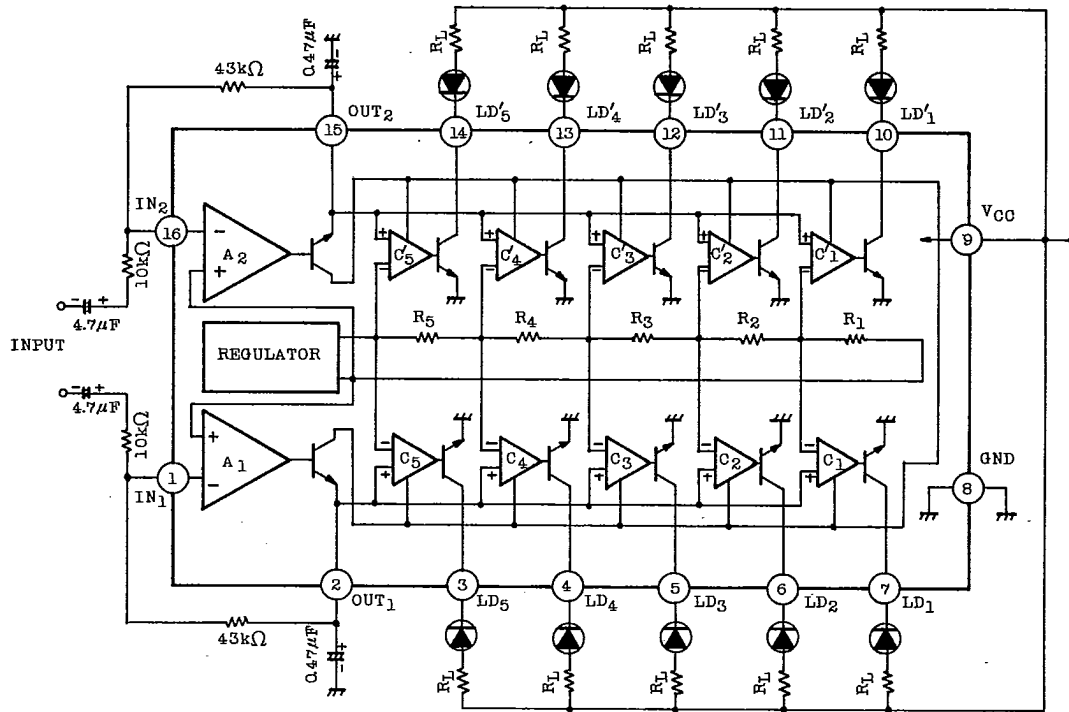 0.47µF
R_L R_L R_L R_L R_L
43kΩ
+ -
OUT₂ LD'₅ LD'₄ LD'₃ LD'₂ LD'₁
15 14 13 12 11 10
IN₂
16
V_CC
9
- A₂ +
+ C'₅ - + C'₄ - + C'₃ - + C'₂ - + C'₁ -
10kΩ
- +
4.7µF
R₅ R₄ R₃ R₂ R₁
INPUT
REGULATOR
- +
4.7µF
10kΩ
+ A₁ -
- C₅ + - C₄ + - C₃ + - C₂ + - C₁ +
1
IN₁
GND
8
2 3 4 5 6 7
OUT₁ LD₅ LD₄ LD₃ LD₂ LD₁
43kΩ
0.47µF
+ -
R_L R_L R_L R_L R_L